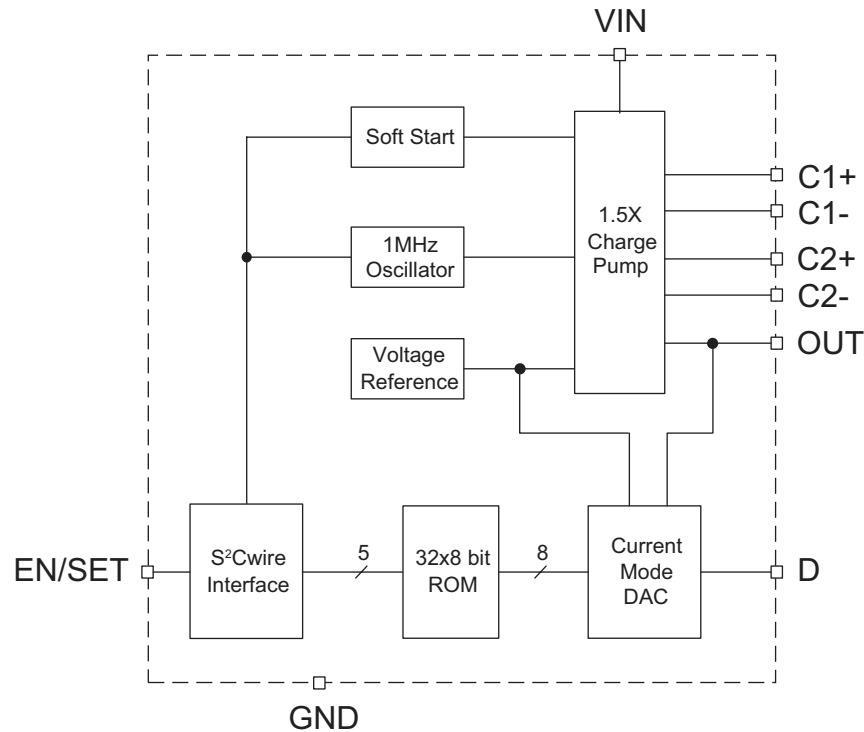 VIN
Soft Start
1MHz
Oscillator
Voltage
Reference
1.5X
Charge
Pump
C1+
C1-
C2+
C2-
OUT
EN/SET
S²Cwire
Interface
5
32x8 bit
ROM
8
Current
Mode
DAC
D
GND